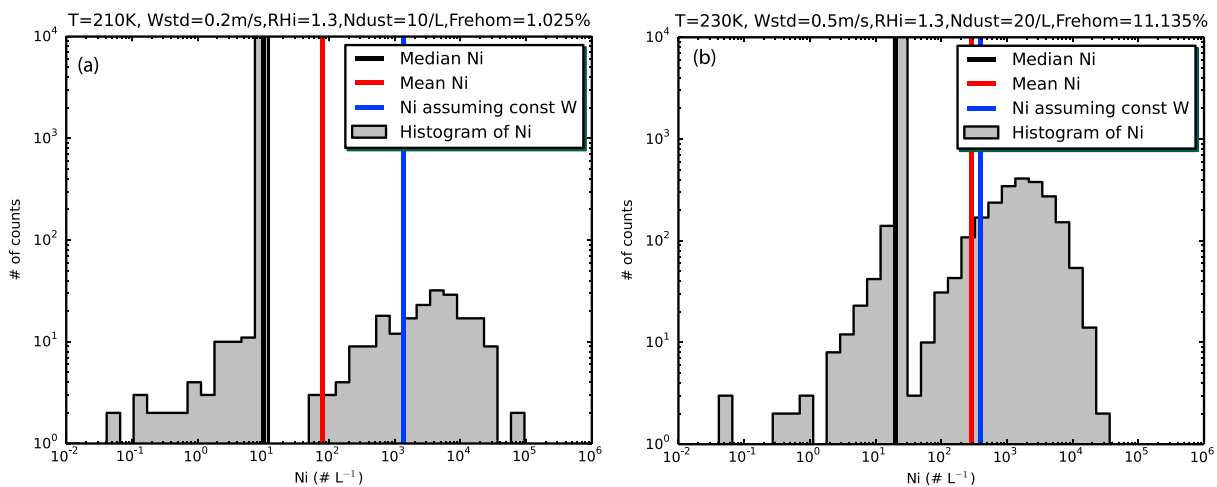 T=210K, Wstd=0.2m/s,RHi=1.3,Ndust=10/L,Frehom=1.025%
(a)
Median Ni
Mean Ni
Ni assuming const W
Histogram of Ni
# of counts
10^4
10^3
10^2
10^1
10^0
10^-2
10^-1
10^0
10^1
10^2
10^3
10^4
10^5
10^6
Ni (# L^-1)
T=230K, Wstd=0.5m/s,RHi=1.3,Ndust=20/L,Frehom=11.135%
(b)
Median Ni
Mean Ni
Ni assuming const W
Histogram of Ni
# of counts
10^4
10^3
10^2
10^1
10^0
10^-2
10^-1
10^0
10^1
10^2
10^3
10^4
10^5
10^6
Ni (# L^-1)